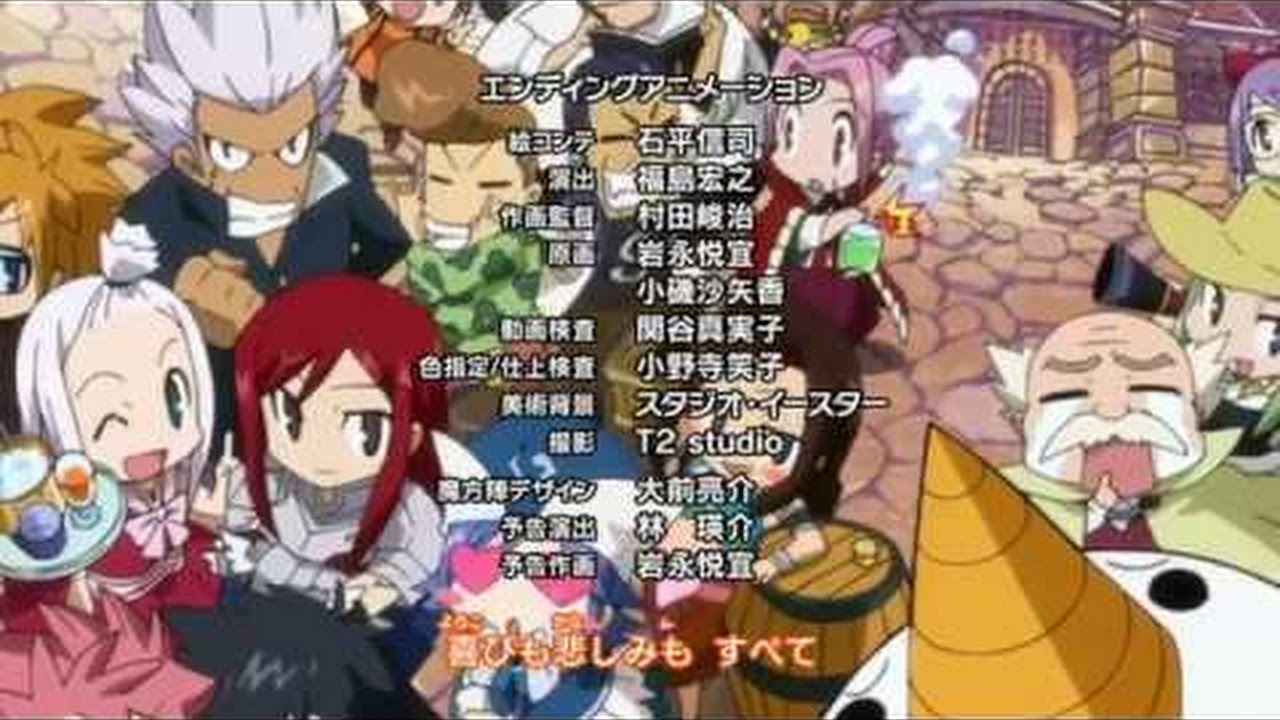 エンディングアニメーション
絵コンテ 石平信司
演出 福島宏之
作画監督 村田峻治
原画 岩永悦宜
小磯沙矢香
動画検査 関谷真実子
色指定/仕上検査 小野寺笑子
美術背景 スタジオ・イースター
撮影 T2 studio
魔方陣デザイン 大前亮介
予告演出 林 瑛介
予告作画 岩永悦宜
喜びも悲しみも すべて